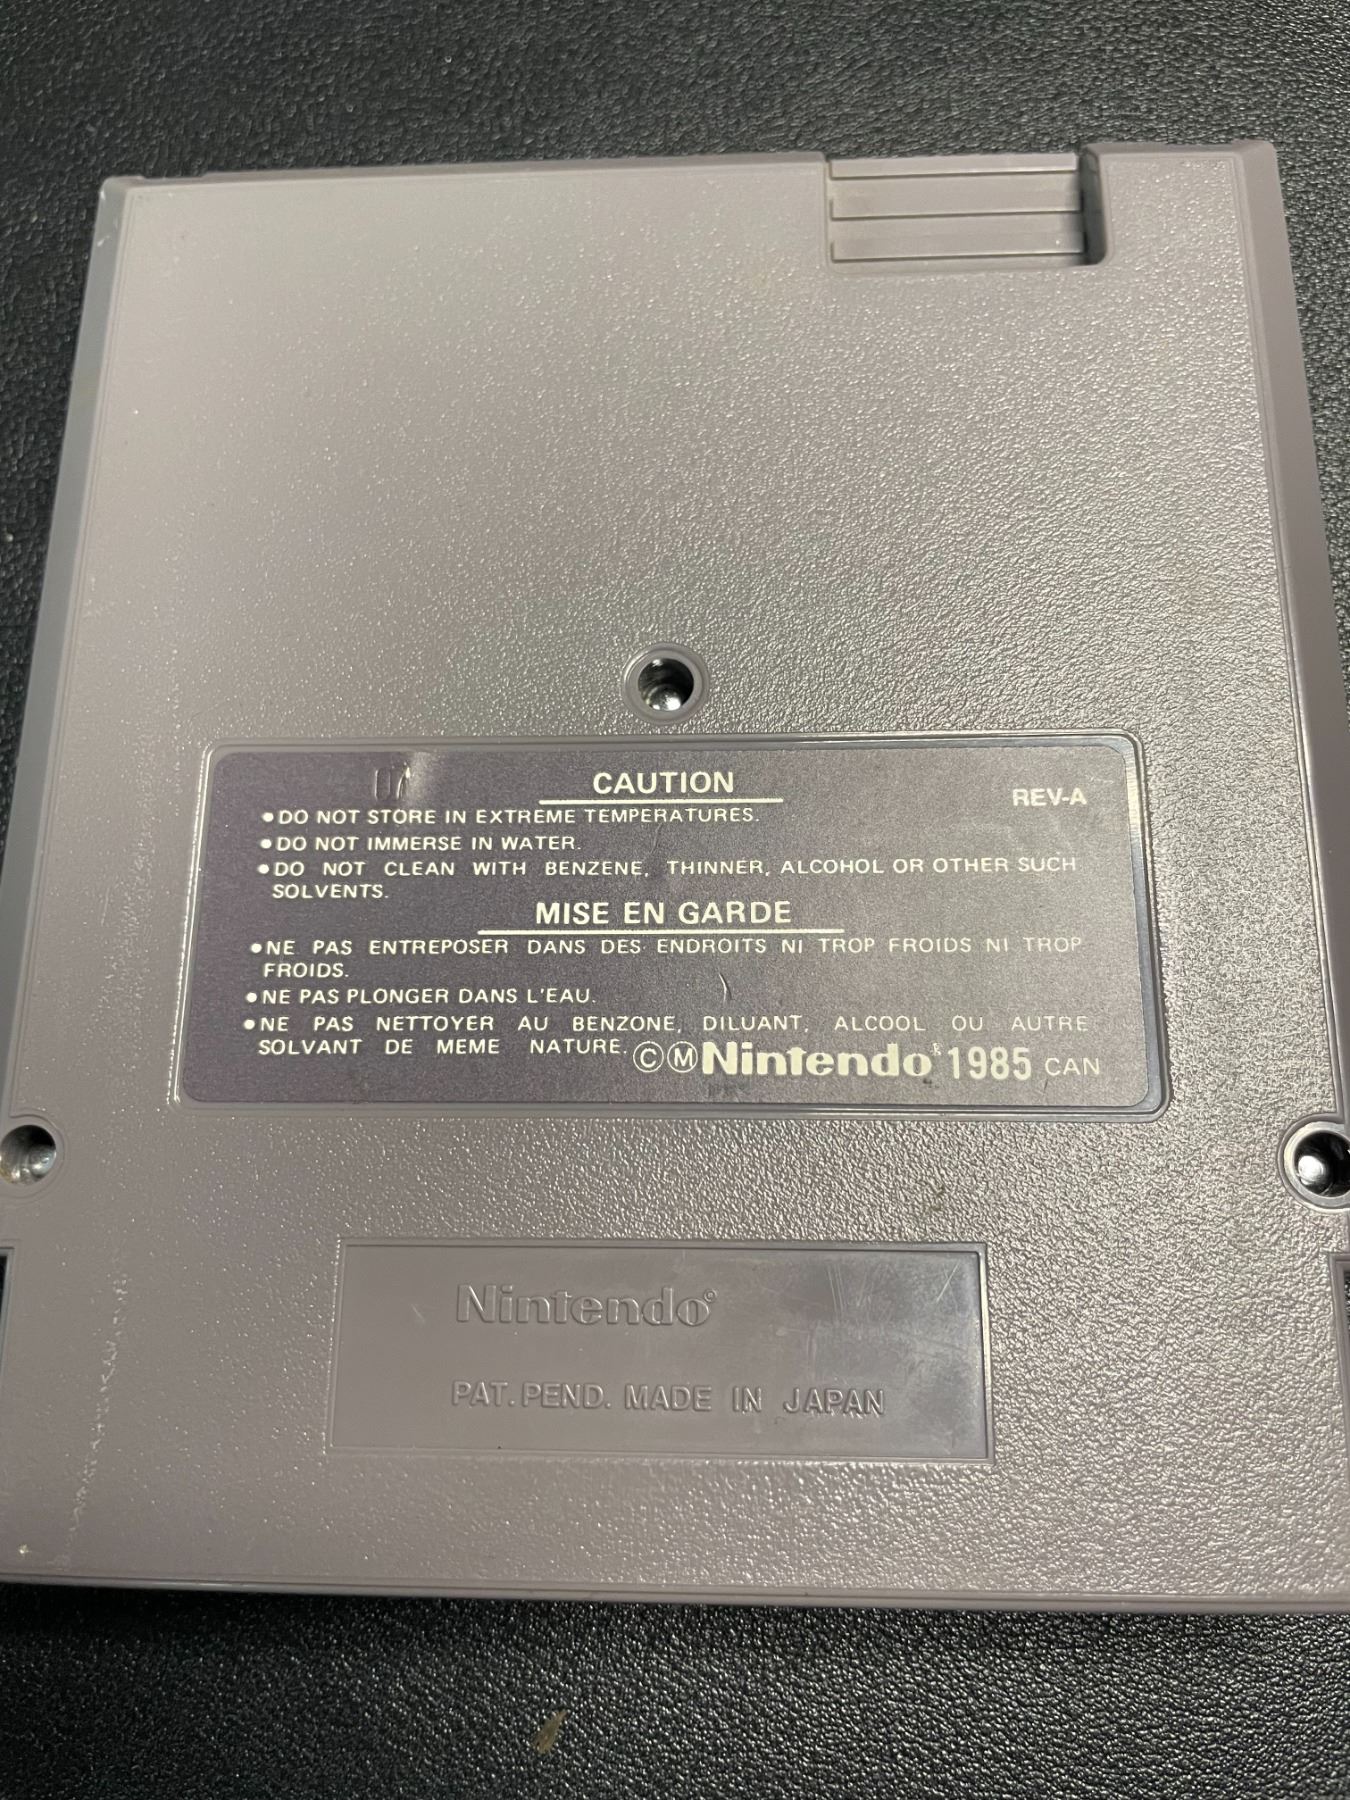 CAUTION
REV-A
●DO NOT STORE IN EXTREME TEMPERATURES.
●DO NOT IMMERSE IN WATER.
●DO NOT CLEAN WITH BENZENE, THINNER, ALCOHOL OR OTHER SUCH
SOLVENTS.
MISE EN GARDE
●NE PAS ENTREPOSER DANS DES ENDROITS NI TROP FROIDS NI TROP
FROIDS.
●NE PAS PLONGER DANS L'EAU.
●NE PAS NETTOYER AU BENZONE, DILUANT, ALCOOL OU AUTRE
SOLVANT DE MEME NATURE.
ⒸⓂNintendo® 1985 CAN
Nintendo®
PAT. PEND. MADE IN JAPAN